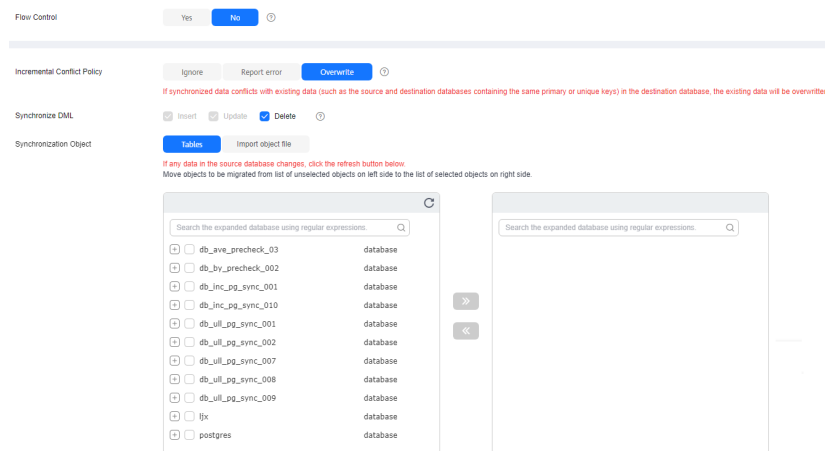 Flow Control Yes No
Incremental Conflict Policy Ignore Report error Overwrite
If synchronized data conflicts with existing data (such as the source and destination databases containing the same primary or unique keys) in the destination database, the existing data will be overwritten
Synchronize DML Insert Update Delete
Synchronization Object Tables Import object file
If any data in the source database changes, click the refresh button below.
Move objects to be migrated from list of unselected objects on left side to the list of selected objects on right side.
Search the expanded database using regular expressions. Search the expanded database using regular expressions.
db_ave_precheck_03 database
db_by_precheck_002 database
db_inc_pg_sync_001 database
db_inc_pg_sync_010 database
db_ull_pg_sync_001 database
db_ull_pg_sync_002 database
db_ull_pg_sync_007 database
db_ull_pg_sync_008 database
db_ull_pg_sync_009 database
ljx database
postgres database